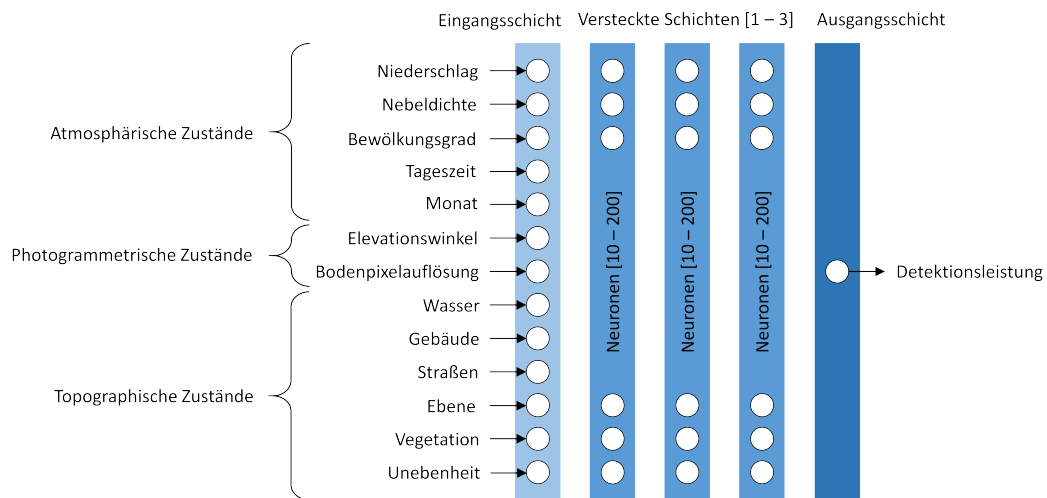 Eingangsschicht
Versteckte Schichten [1 – 3]
Ausgangsschicht
Atmosphärische Zustände
Niederschlag
Nebeldichte
Bewölkungsgrad
Tageszeit
Monat
Photogrammetrische Zustände
Elevationswinkel
Bodenpixelauflösung
Topographische Zustände
Wasser
Gebäude
Straßen
Ebene
Vegetation
Unebenheit
Neuronen [10 – 200]
Neuronen [10 – 200]
Neuronen [10 – 200]
Detektionsleistung